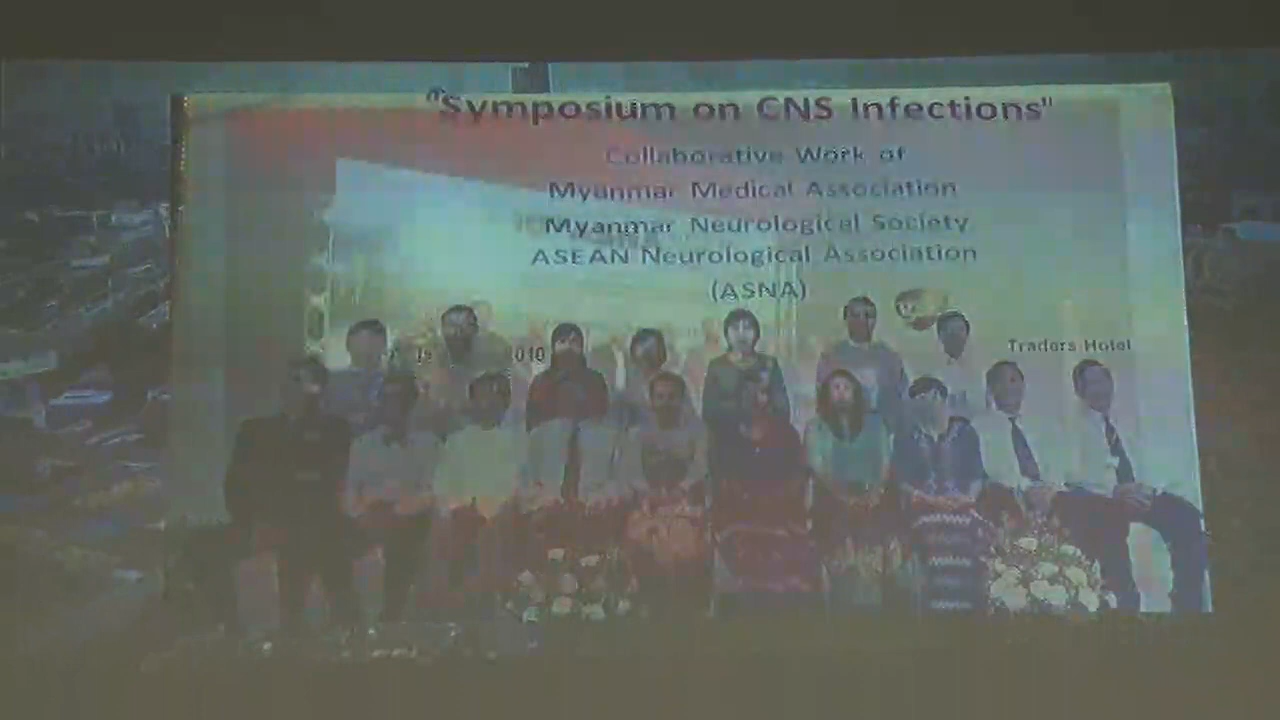 "Symposium on CNS Infections"
Collaborative Work of
Myanmar Medical Association
Myanmar Neurological Society
ASEAN Neurological Association
(ASNA)
2010
Traders Hotel